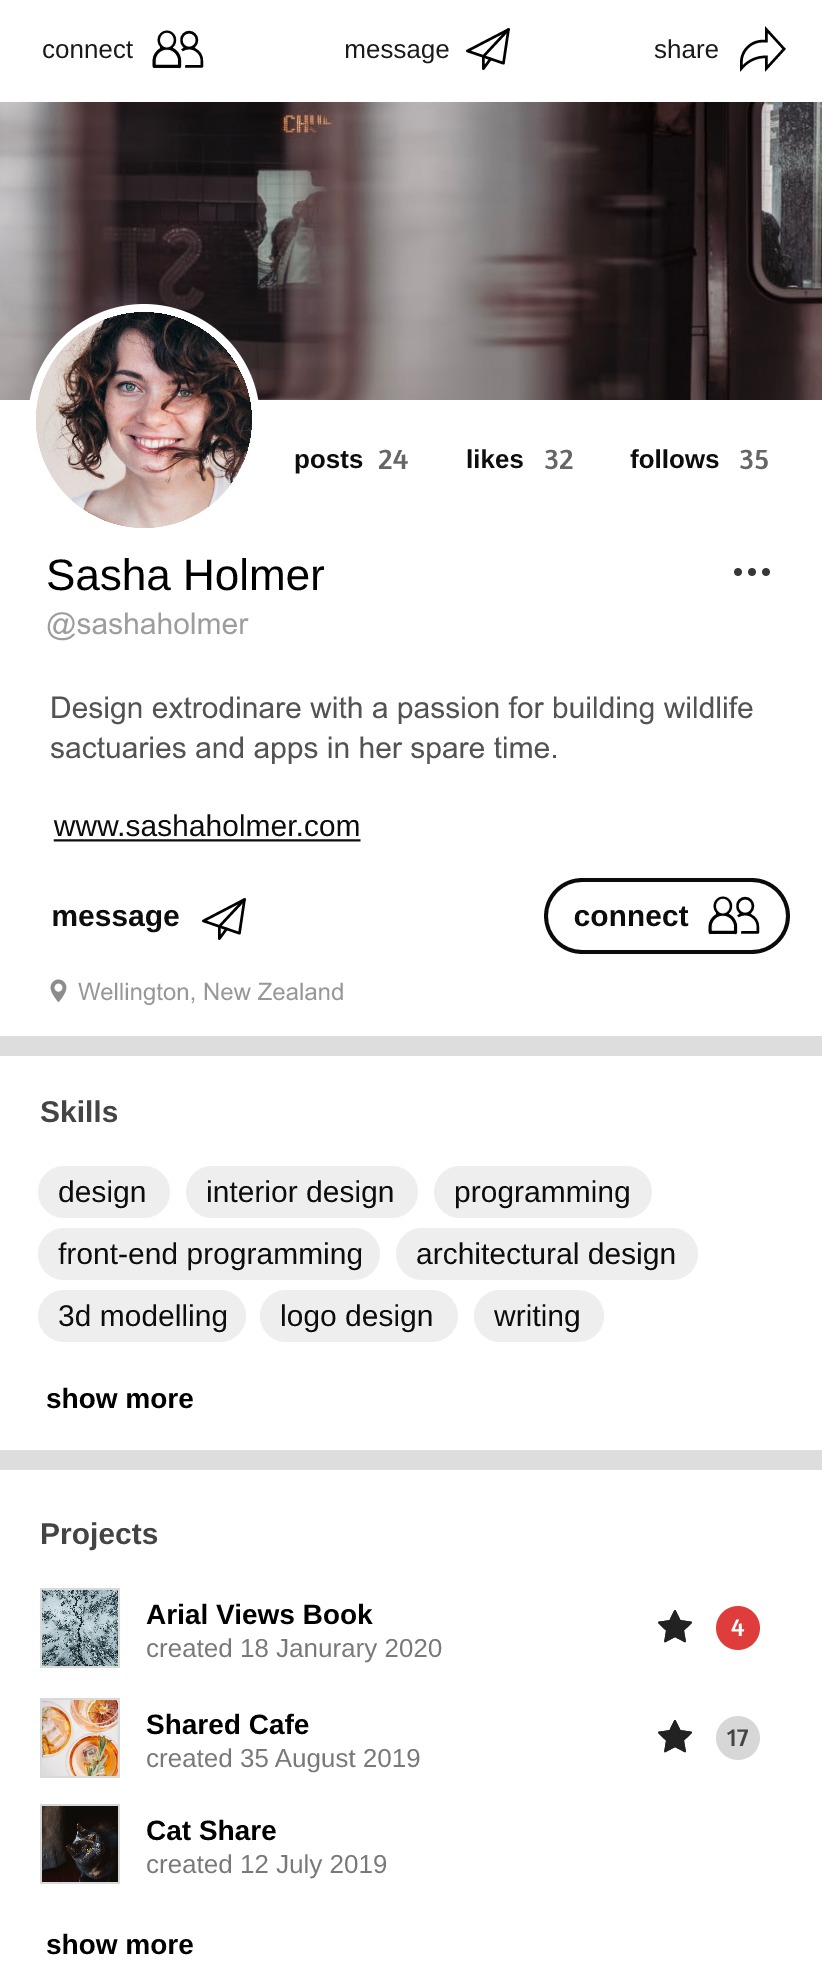 connect message share
CH
TS
posts 24 likes 32 follows 35
Sasha Holmer
@sashaholmer
Design extrodinare with a passion for building wildlife
sactuaries and apps in her spare time.
www.sashaholmer.com
message connect
Wellington, New Zealand
Skills
design interior design programming
front-end programming architectural design
3d modelling logo design writing
show more
Projects
Arial Views Book
created 18 Janurary 2020
4
Shared Cafe
created 35 August 2019
17
Cat Share
created 12 July 2019
show more